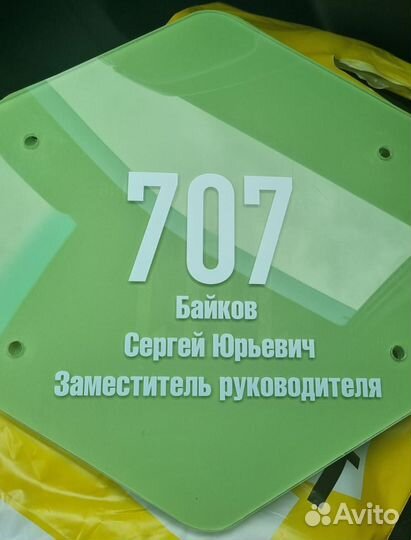 707
Байков
Сергей Юрьевич
Заместитель руководителя
Avito